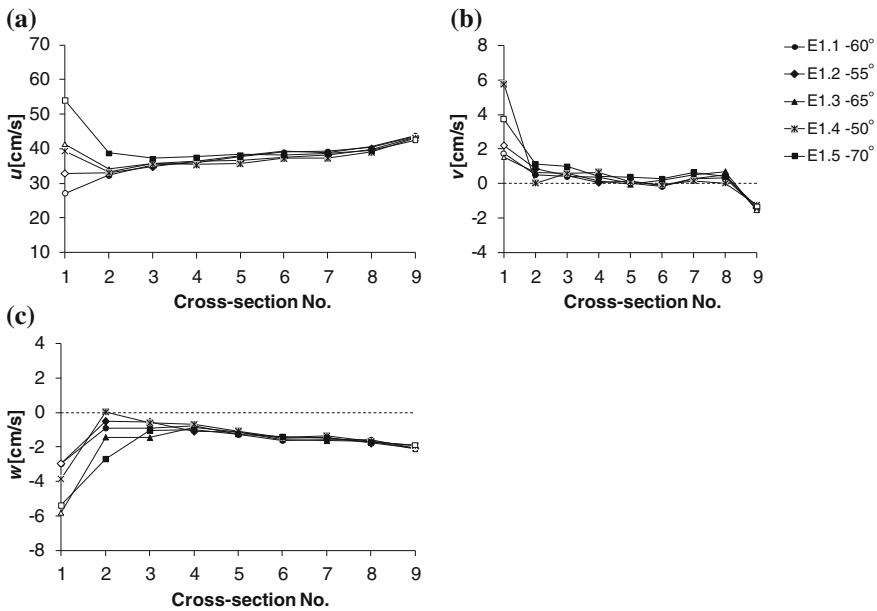 (a)
70
60
50
40
30
20
10
u[cm/s]
1 2 3 4 5 6 7 8 9
Cross-section No.
(b)
8
6
4
2
0
-2
-4
v[cm/s]
1 2 3 4 5 6 7 8 9
Cross-section No.
E1.1 -60°
E1.2 -55°
E1.3 -65°
E1.4 -50°
E1.5 -70°
(c)
4
2
0
-2
-4
-6
-8
w[cm/s]
1 2 3 4 5 6 7 8 9
Cross-section No.